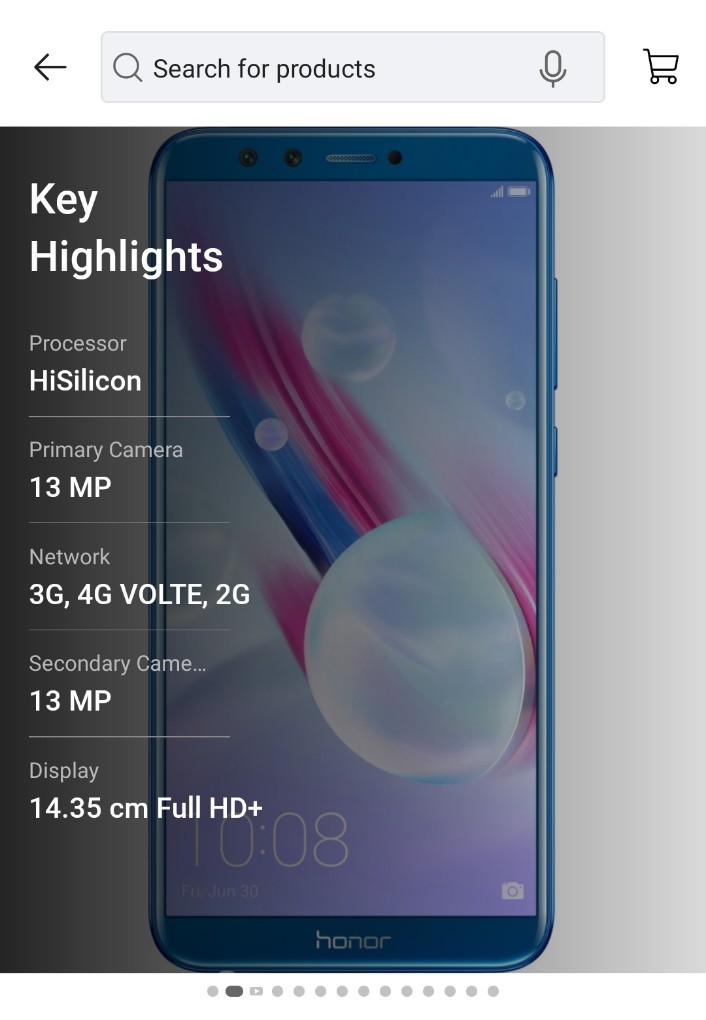 Search for products
Key
Highlights
Processor
HiSilicon
Primary Camera
13 MP
Network
3G, 4G VOLTE, 2G
Secondary Came...
13 MP
Display
14.35 cm Full HD+
10:08
Fri, Jun 30
honor